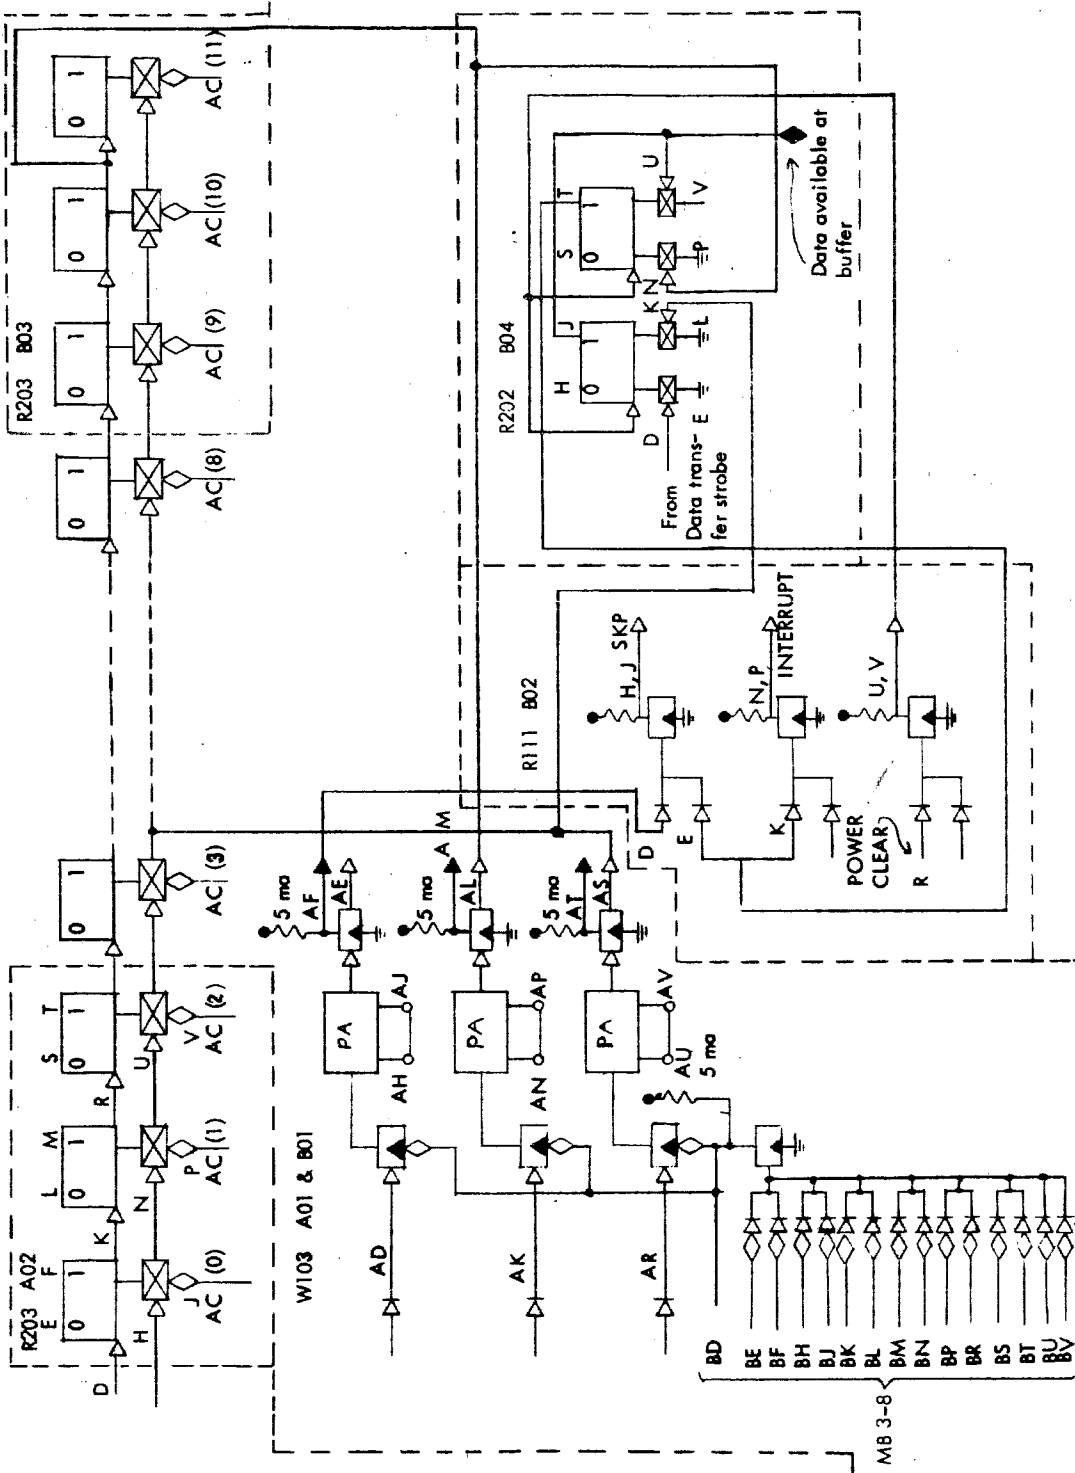 R203 A02
E F
0 1
D
H
J
AC (0)
K
L M
0 1
N
P
AC (1)
R
S T
0 1
U
V
AC (2)
0 1
AC (3)
0 1
AC (8)
R203 B03
0 1
AC (9)
0 1
AC (10)
0 1
AC (11)
W103 A01 & B01
AD
PA
AH
AJ
5 ma
AF
AE
AK
PA
AN
AP
5 ma
A M
AL
AR
PA
AU
AV
5 ma
5 ma
AT
AS
BD
BE
BF
BH
BJ
BK
BL
BM
BN
BP
BR
BS
BT
BU
BV
MB 3-8
R111 B02
D
E
H, J
SKP
K
N, P
INTERRUPT
POWER
CLEAR
R
U, V
R202 B04
H J
0 1
D
E
K
L
From
Data trans-
fer strobe
S T
0 1
N
P
U
V
Data available at
buffer